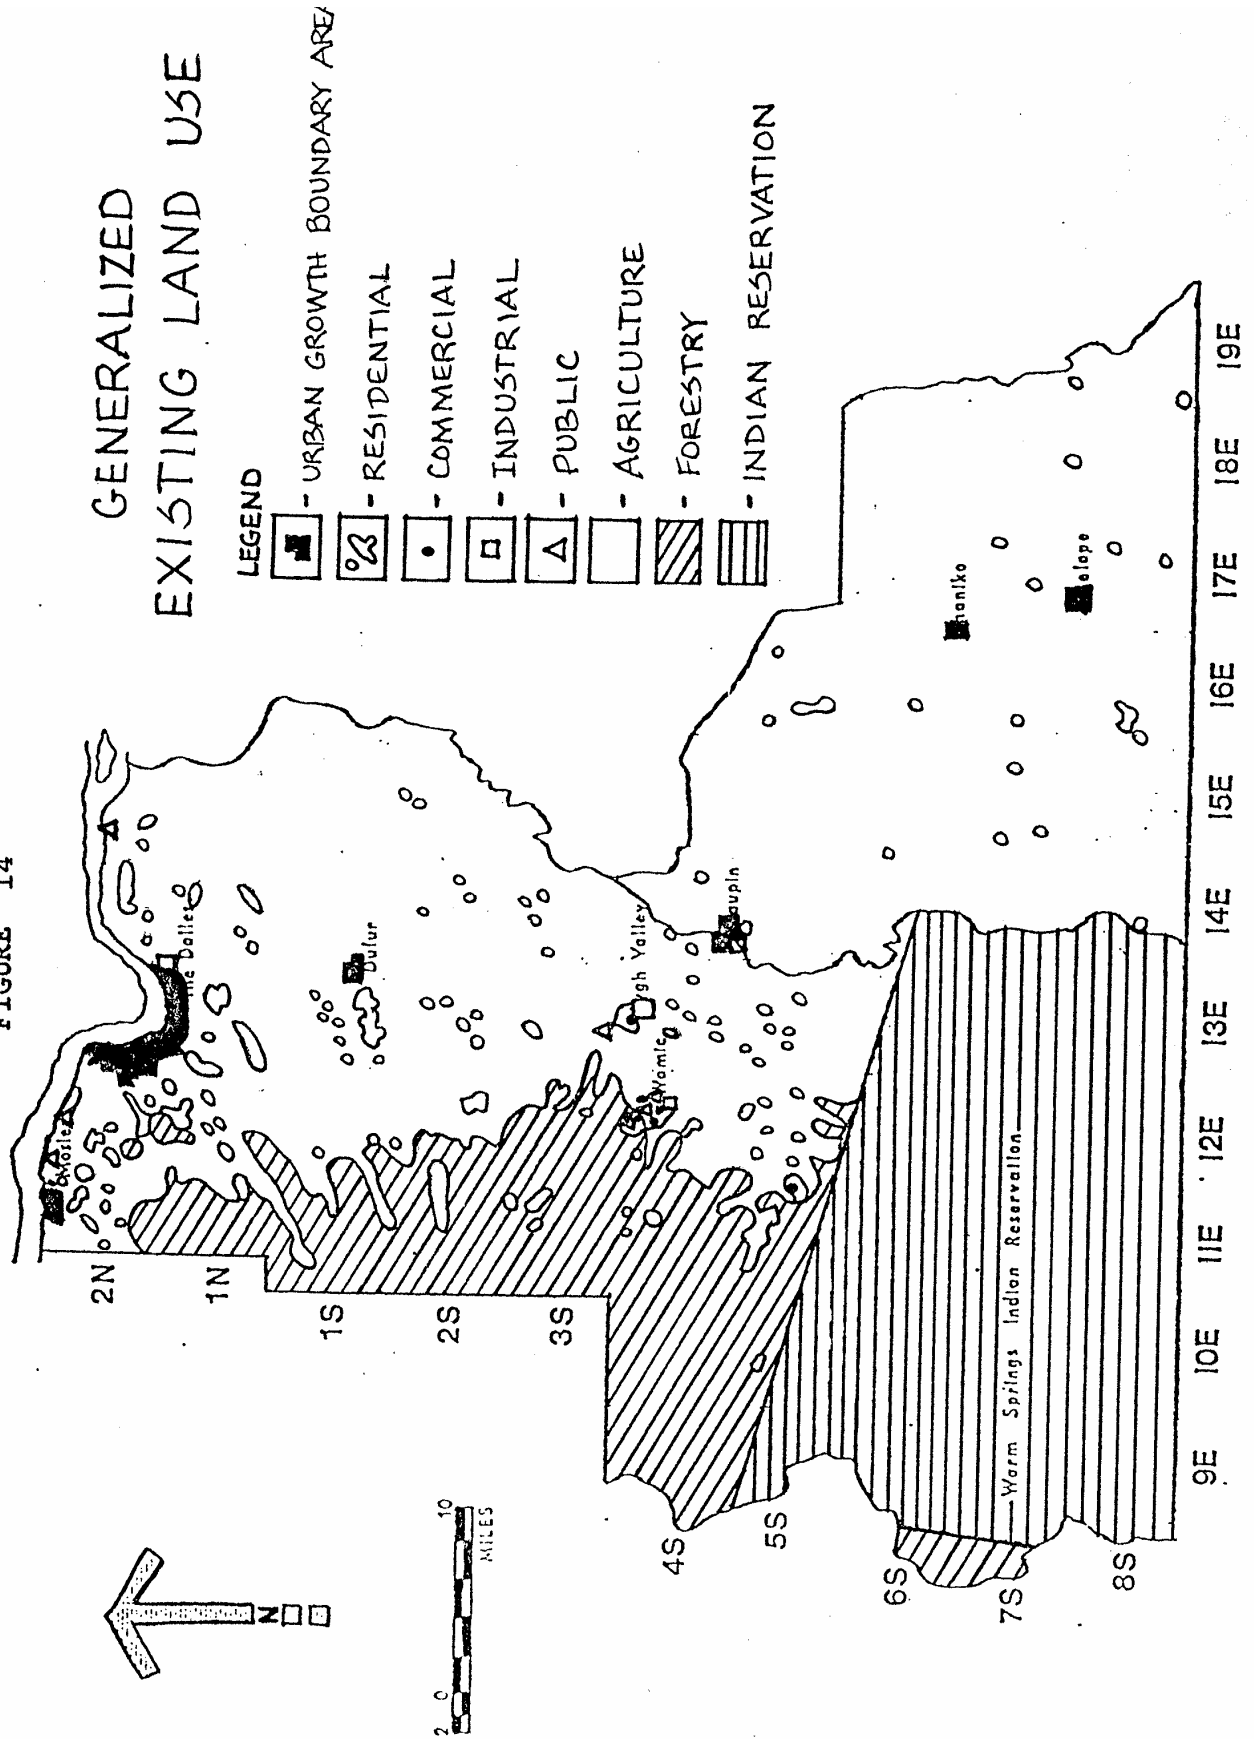 FIGURE 14
GENERALIZED
EXISTING LAND USE
LEGEND
- URBAN GROWTH BOUNDARY AREA
- RESIDENTIAL
- COMMERCIAL
- INDUSTRIAL
- PUBLIC
- AGRICULTURE
- FORESTRY
- INDIAN RESERVATION
Mosier
The Dalles
Dufur
Tygh Valley
Wamic
Maupin
Shaniko
Antelope
Warm Springs Indian Reservation
2N
1N
1S
2S
3S
4S
5S
6S
7S
8S
9E
10E
11E
12E
13E
14E
15E
16E
17E
18E
19E
N
2 0 10
MILES